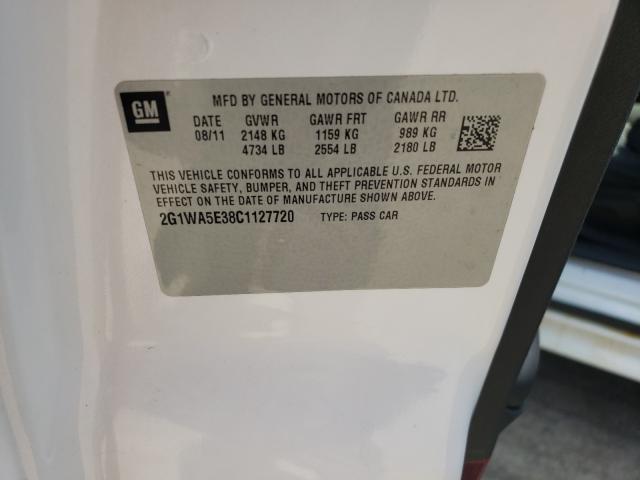 GM
MFD BY GENERAL MOTORS OF CANADA LTD.
DATE GVWR GAWR FRT GAWR RR
08/11 2148 KG 1159 KG 989 KG
4734 LB 2554 LB 2180 LB
THIS VEHICLE CONFORMS TO ALL APPLICABLE U.S. FEDERAL MOTOR
VEHICLE SAFETY, BUMPER, AND THEFT PREVENTION STANDARDS IN
EFFECT ON THE DATE OF MANUFACTURE SHOWN ABOVE.
2G1WA5E38C1127720 TYPE: PASS CAR